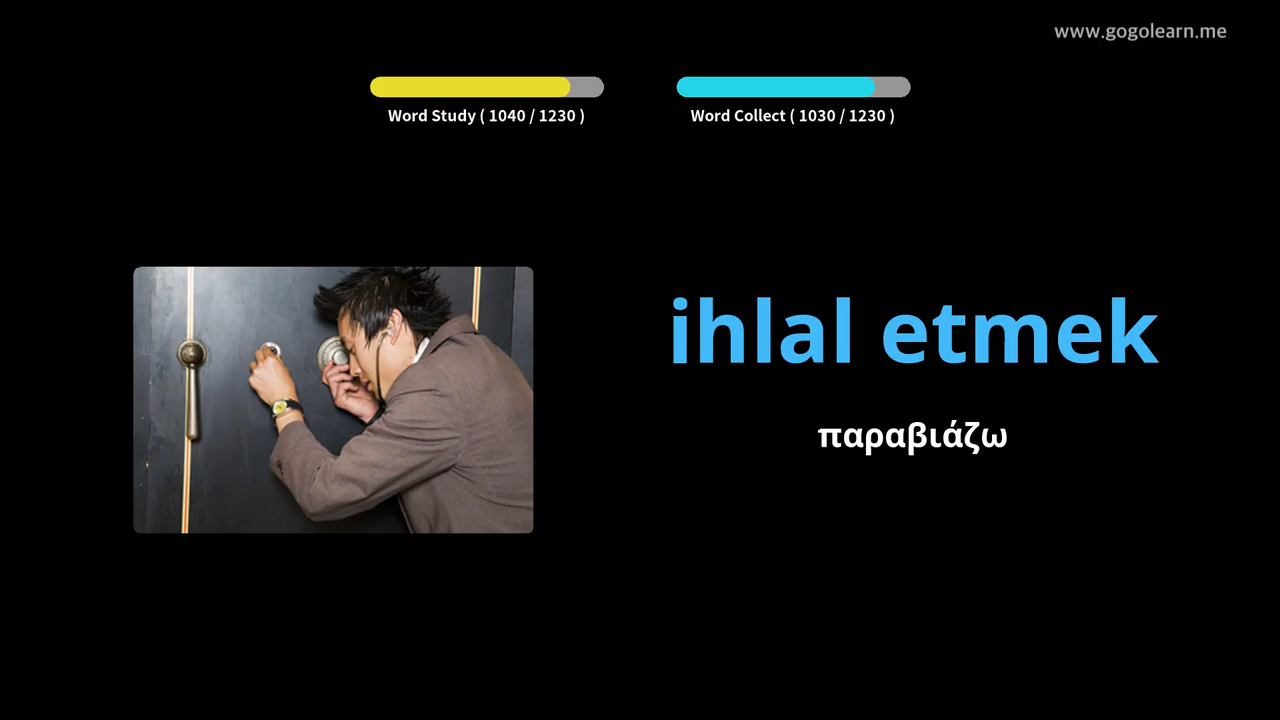 www.gogolearn.me
Word Study ( 1040 / 1230 )
Word Collect ( 1030 / 1230 )
ihlal etmek
παραβιάζω